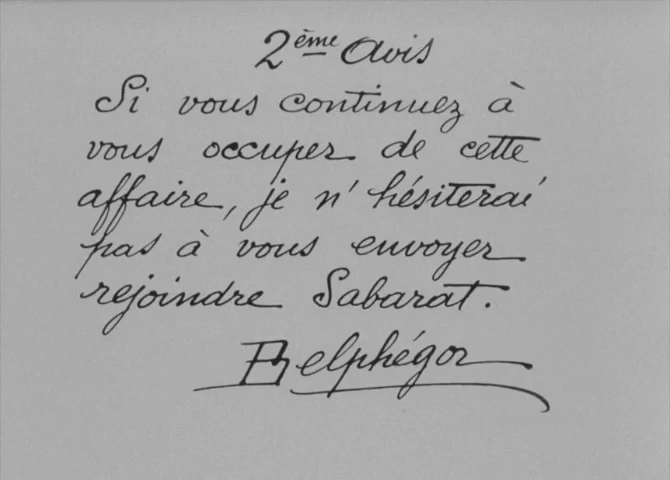 2ème Avis
Si vous continuez à
vous occuper de cette
affaire, je n'hésiterai
pas à vous envoyer
rejoindre Sabarat.
Belphégor